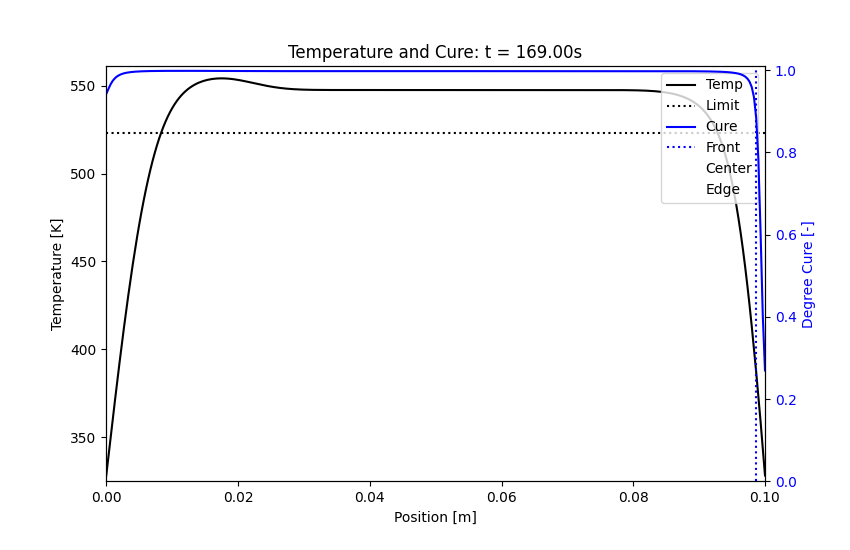 Temperature and Cure: t = 169.00s
Temperature [K]
550
500
450
400
350
Temp
Limit
Cure
Front
Center
Edge
1.0
0.8
0.6
0.4
0.2
0.0
Degree Cure [-]
0.00
0.02
0.04
0.06
0.08
0.10
Position [m]